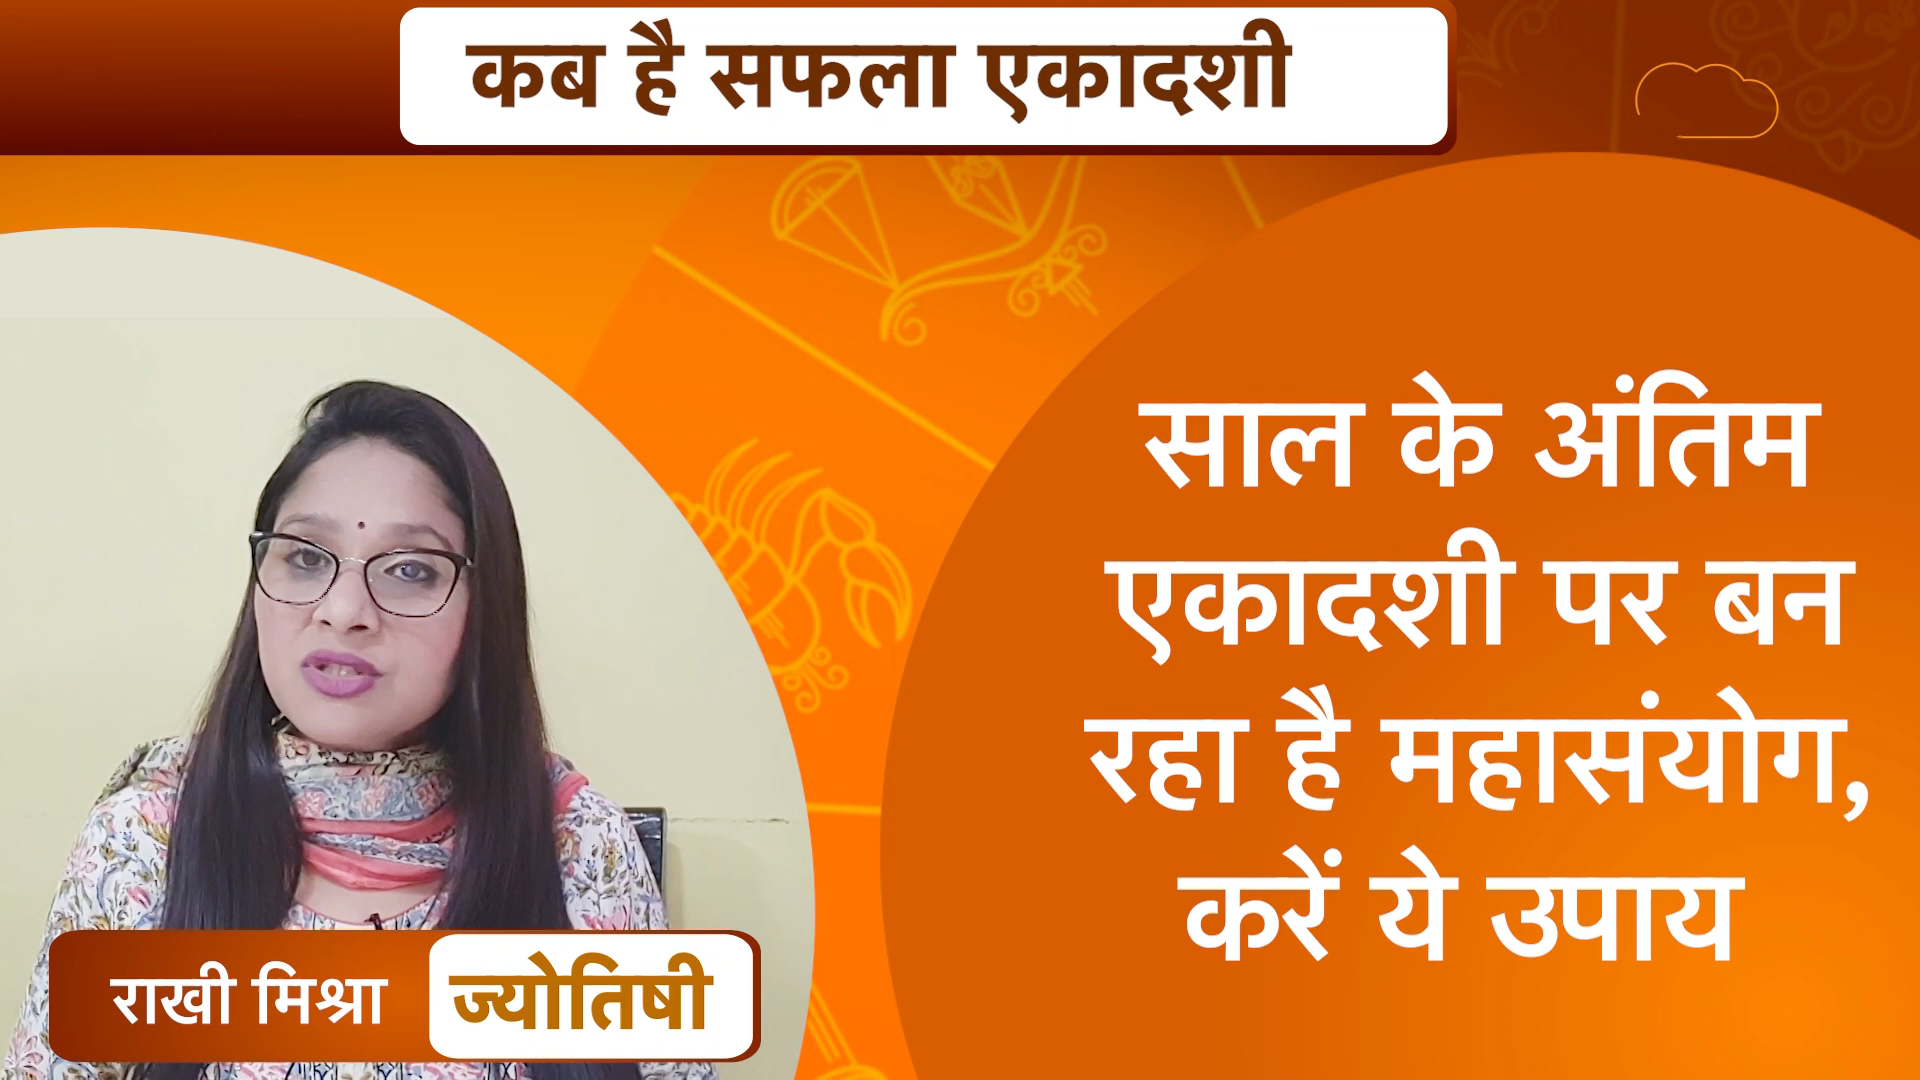 कब है सफला एकादशी
साल के अंतिम
एकादशी पर बन
रहा है महासंयोग,
करें ये उपाय
राखी मिश्रा
ज्योतिषी